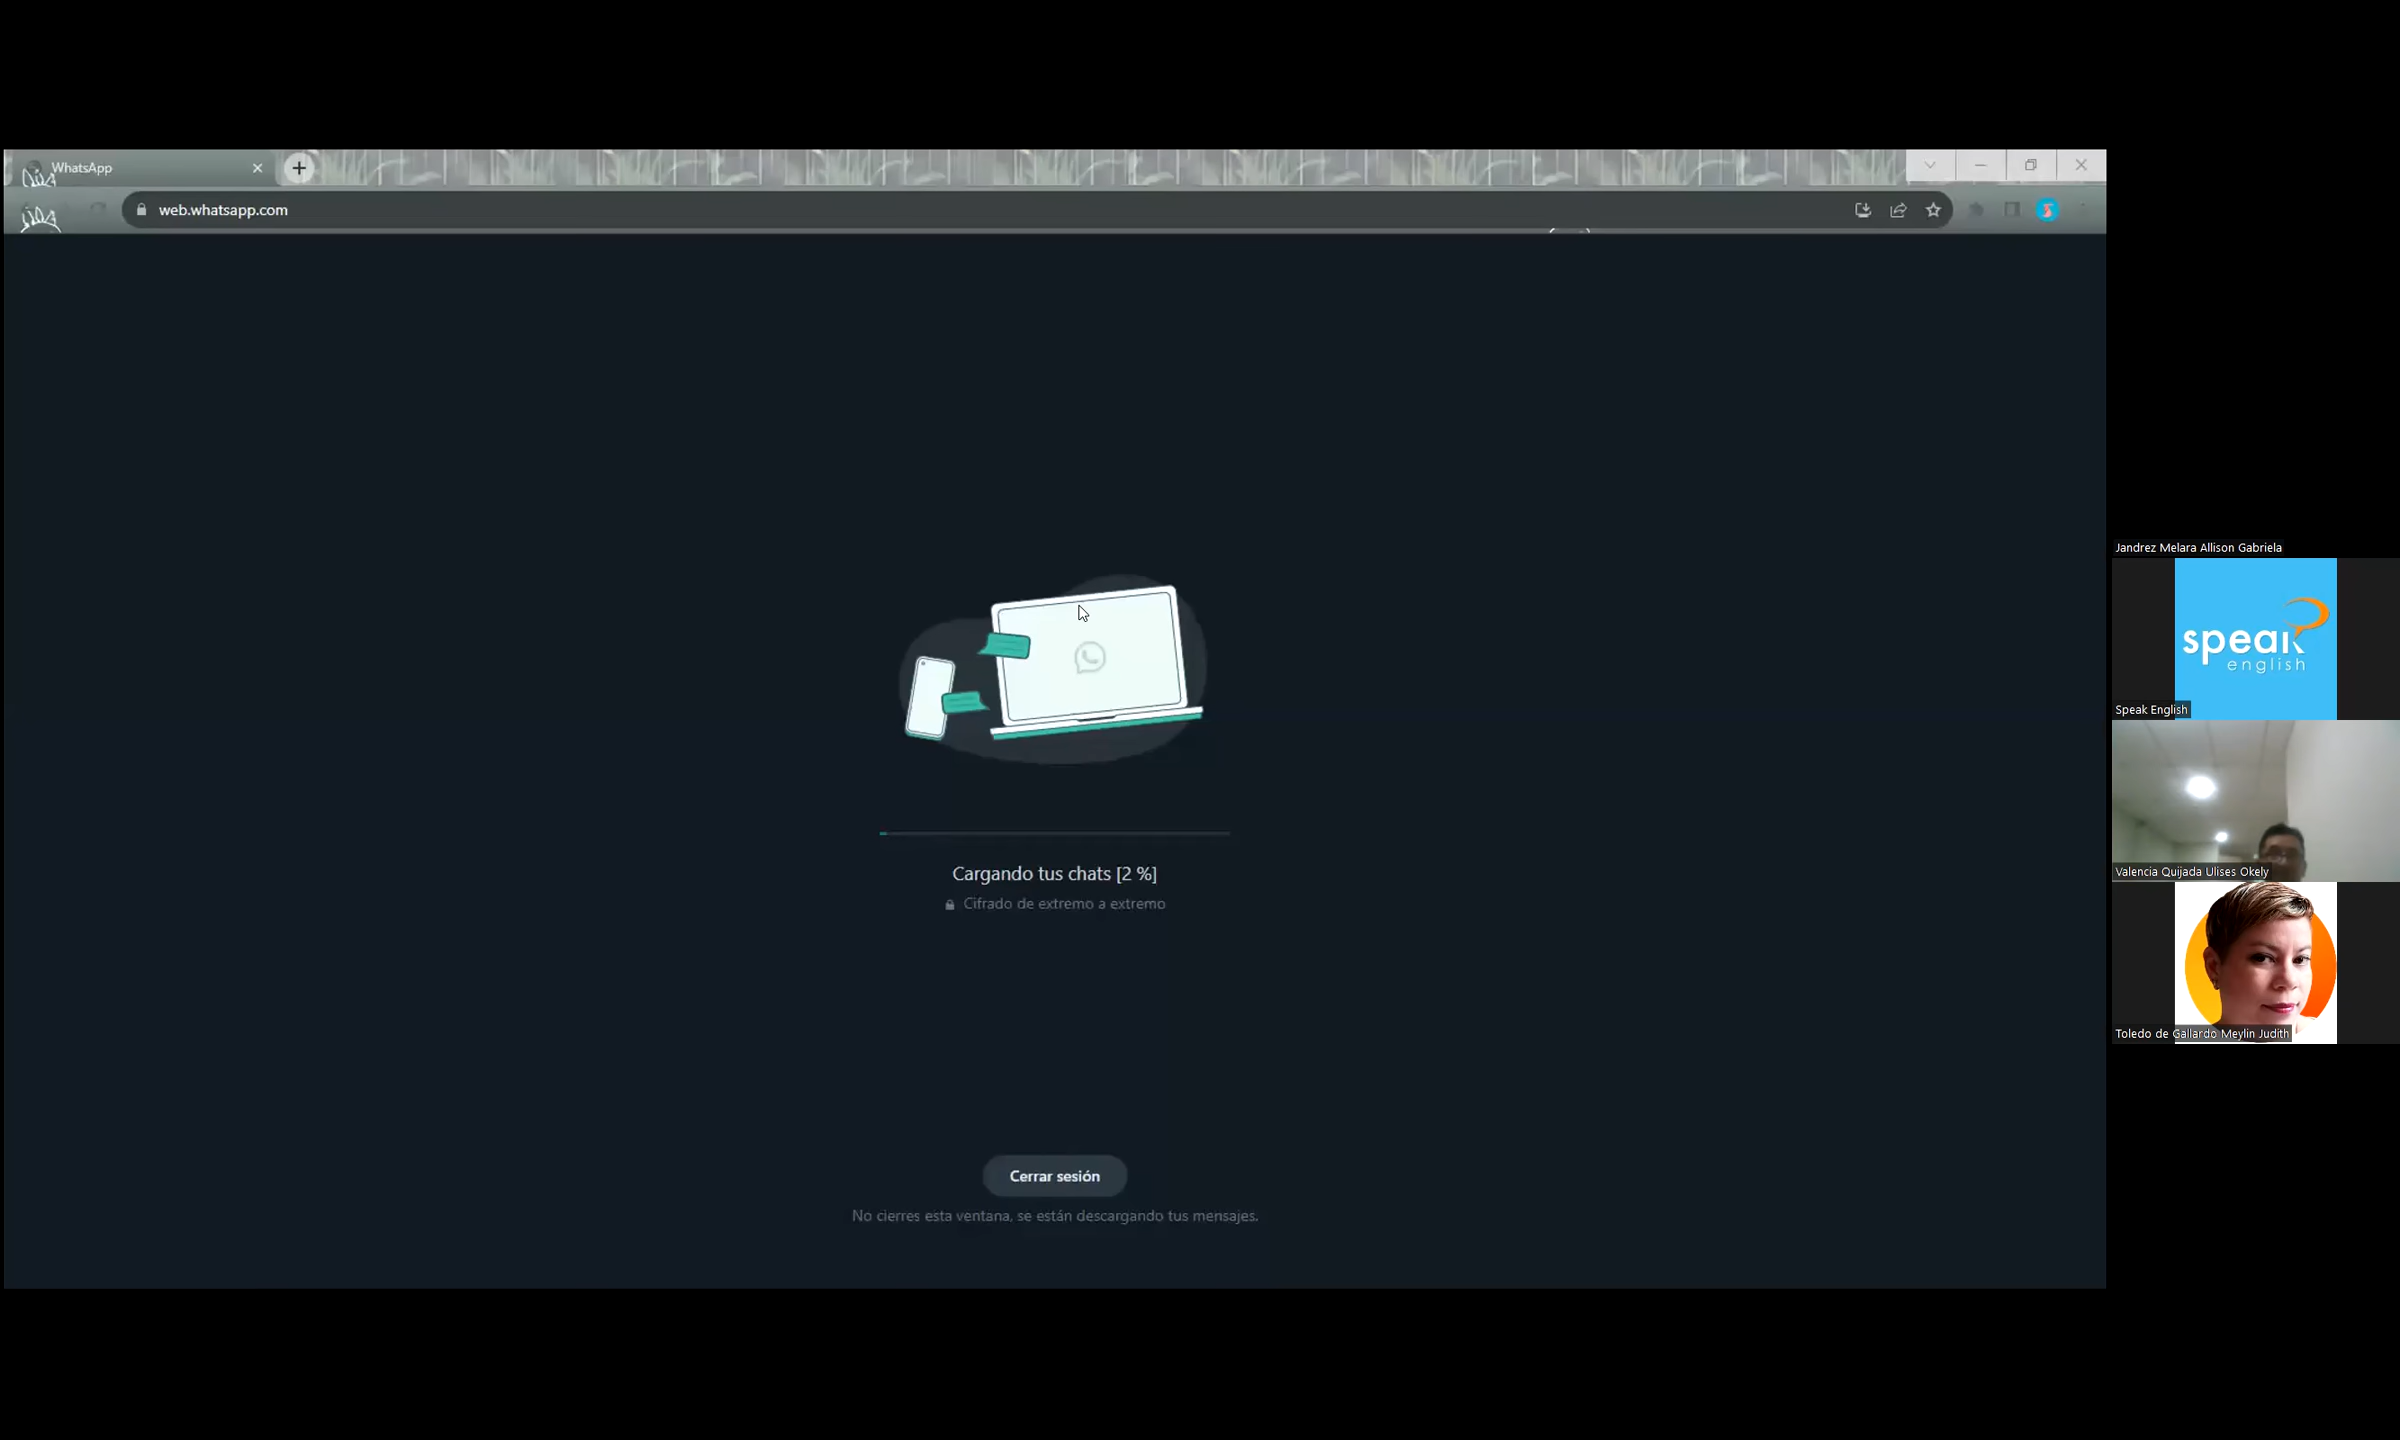 WhatsApp
web.whatsapp.com
Cargando tus chats [2 %]
Cifrado de extremo a extremo
Cerrar sesión
No cierres esta ventana, se están descargando tus mensajes.
Jandrez Melara Allison Gabriela
speak
english
Speak English
Valencia Quijada Ulises Okely
Toledo de Gallardo Meylin Judith